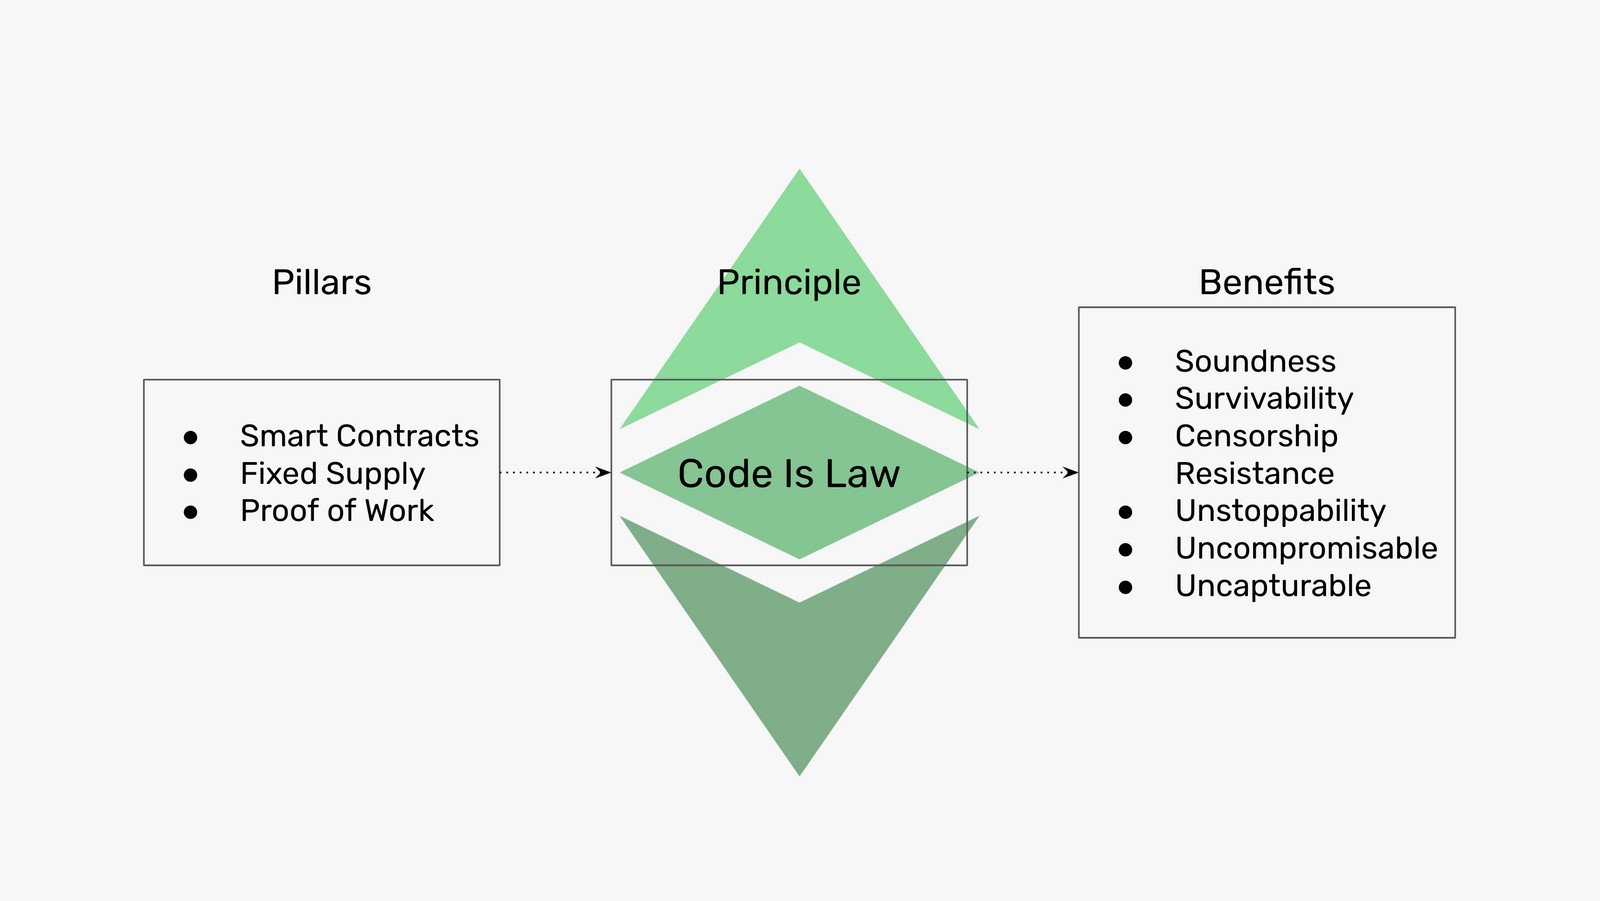 Pillars
Principle
Benefits
● Smart Contracts
● Fixed Supply
● Proof of Work
Code Is Law
● Soundness
● Survivability
● Censorship
Resistance
● Unstoppability
● Uncompromisable
● Uncapturable